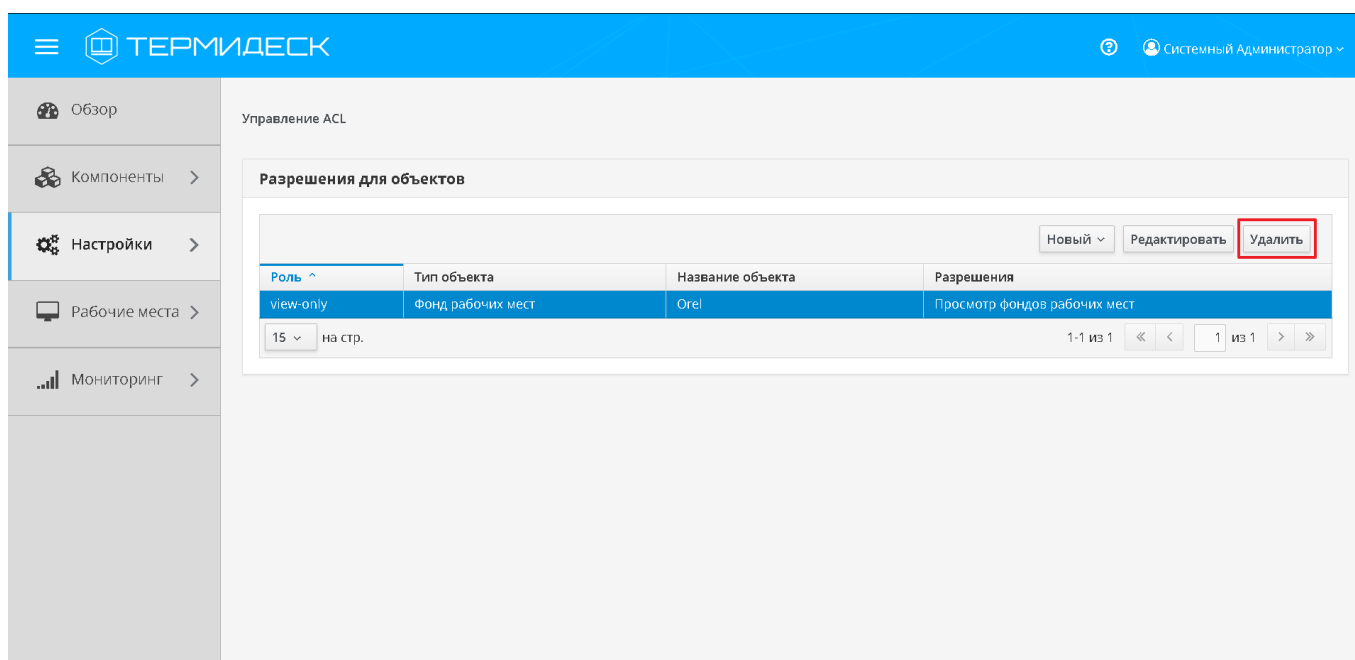 ТЕРМИДЕСК
Системный Администратор
Обзор
Управление ACL
Компоненты
Разрешения для объектов
Настройки
Новый Редактировать Удалить
Роль Тип объекта Название объекта Разрешения
view-only Фонд рабочих мест Orel Просмотр фондов рабочих мест
Рабочие места
15 на стр. 1-1 из 1 1 из 1
Мониторинг